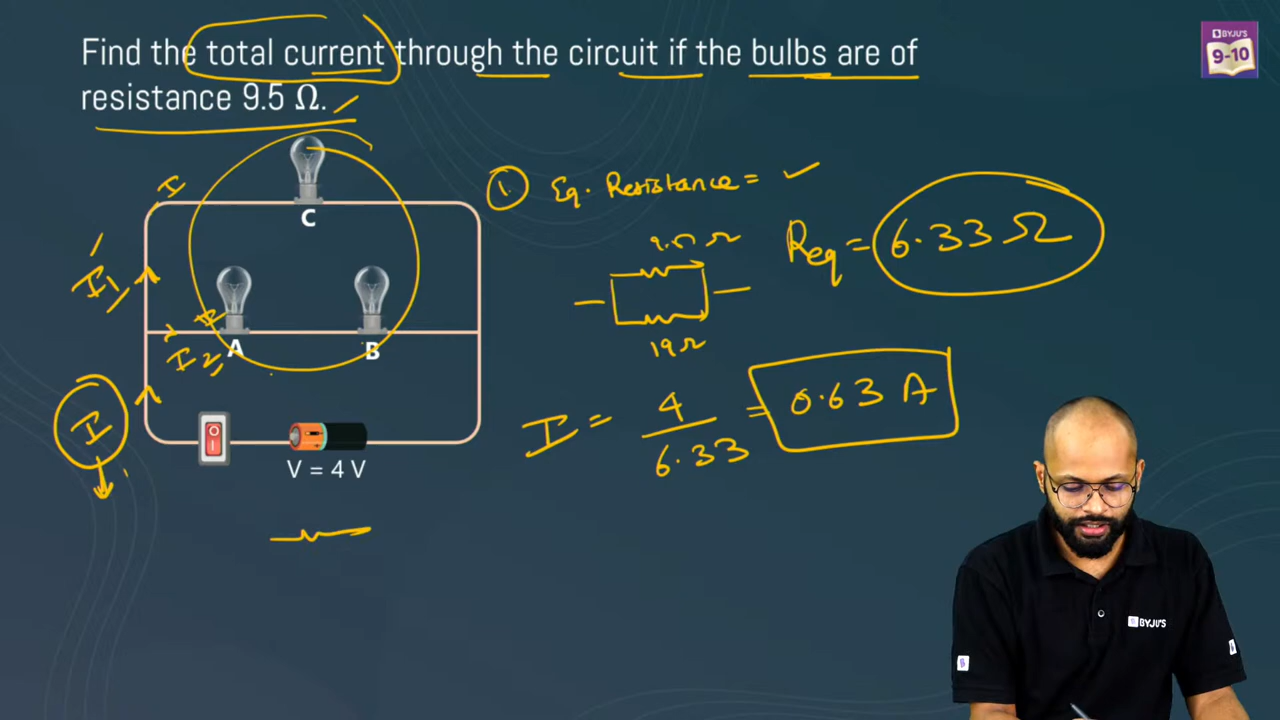 Find the total current through the circuit if the bulbs are of
resistance 9.5 Ω.
BYJU'S
9-10
I
C
I1
A
B
I2
I
V = 4 V
1. Eq. Resistance =
9.5 Ω
19 Ω
Req = 6.33 Ω
I = 4/6.33 = 0.63 A
BYJU'S